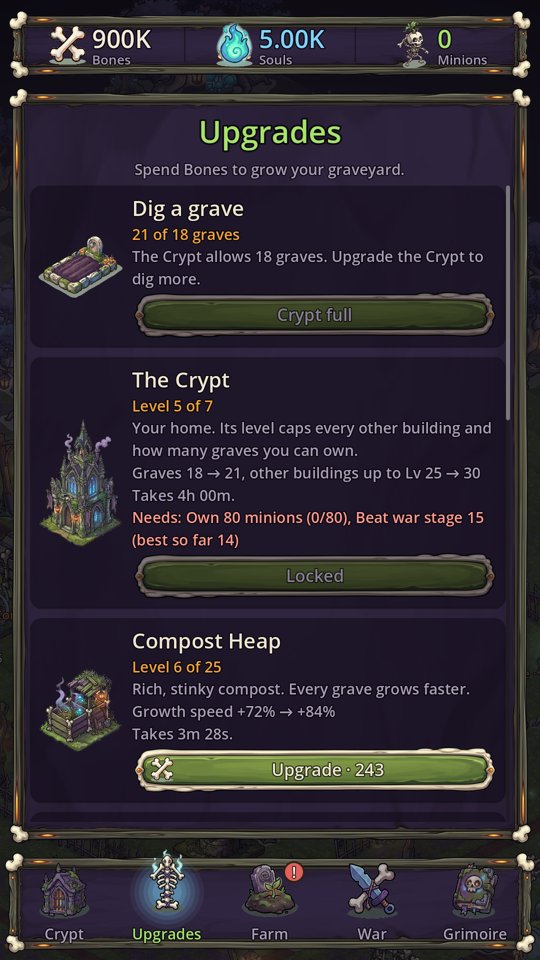 900K
Bones
5.00K
Souls
0
Minions
Upgrades
Spend Bones to grow your graveyard.
Dig a grave
21 of 18 graves
The Crypt allows 18 graves. Upgrade the Crypt to
dig more.
Crypt full
The Crypt
Level 5 of 7
Your home. Its level caps every other building and
how many graves you can own.
Graves 18 → 21, other buildings up to Lv 25 → 30
Takes 4h 00m.
Needs: Own 80 minions (0/80), Beat war stage 15
(best so far 14)
Locked
Compost Heap
Level 6 of 25
Rich, stinky compost. Every grave grows faster.
Growth speed +72% → +84%
Takes 3m 28s.
Upgrade · 243
!
Crypt
Upgrades
Farm
War
Grimoire